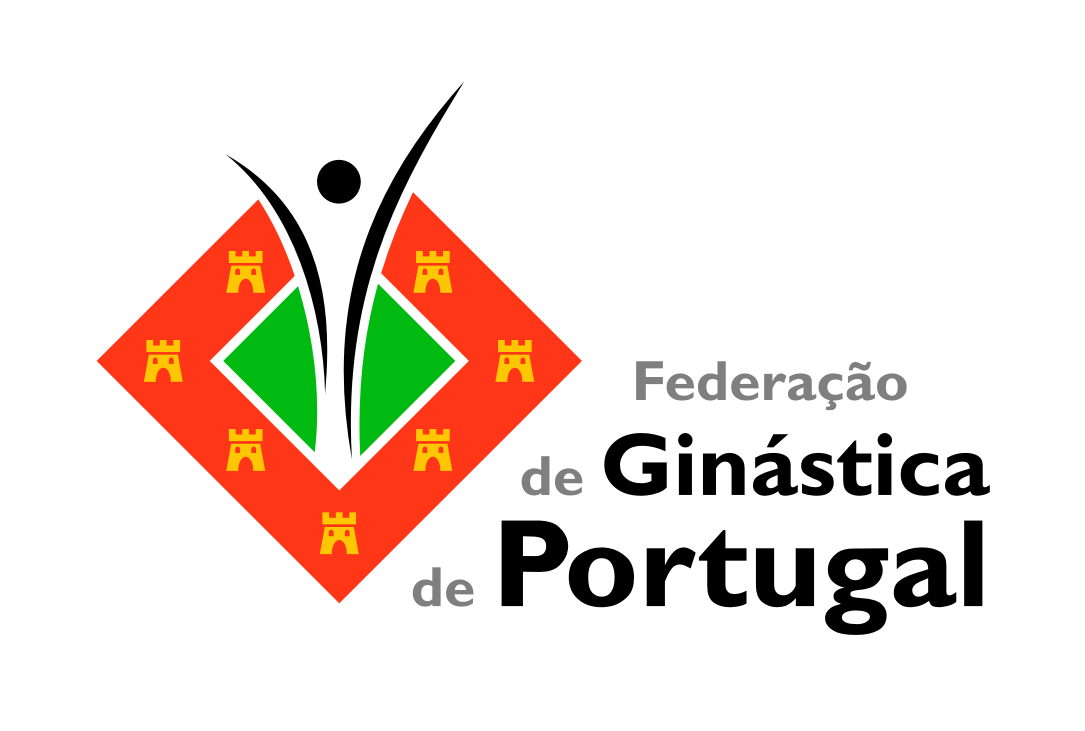 Federação
de Ginástica
de Portugal